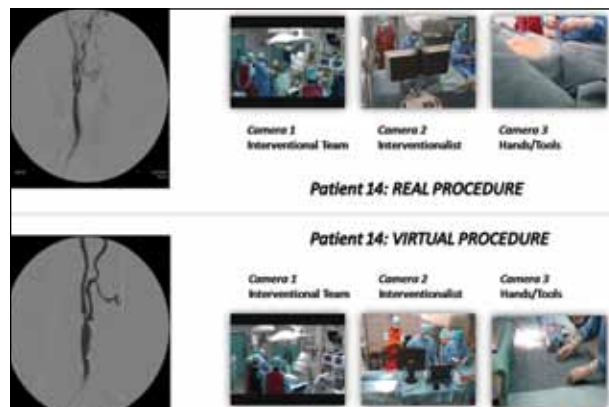 Camera 1 Camera 2 Camera 3
Interventional Team Interventionalist Hands/Tools
Patient 14: REAL PROCEDURE
Patient 14: VIRTUAL PROCEDURE
Camera 1 Camera 2 Camera 3
Interventional Team Interventionalist Hands/Tools